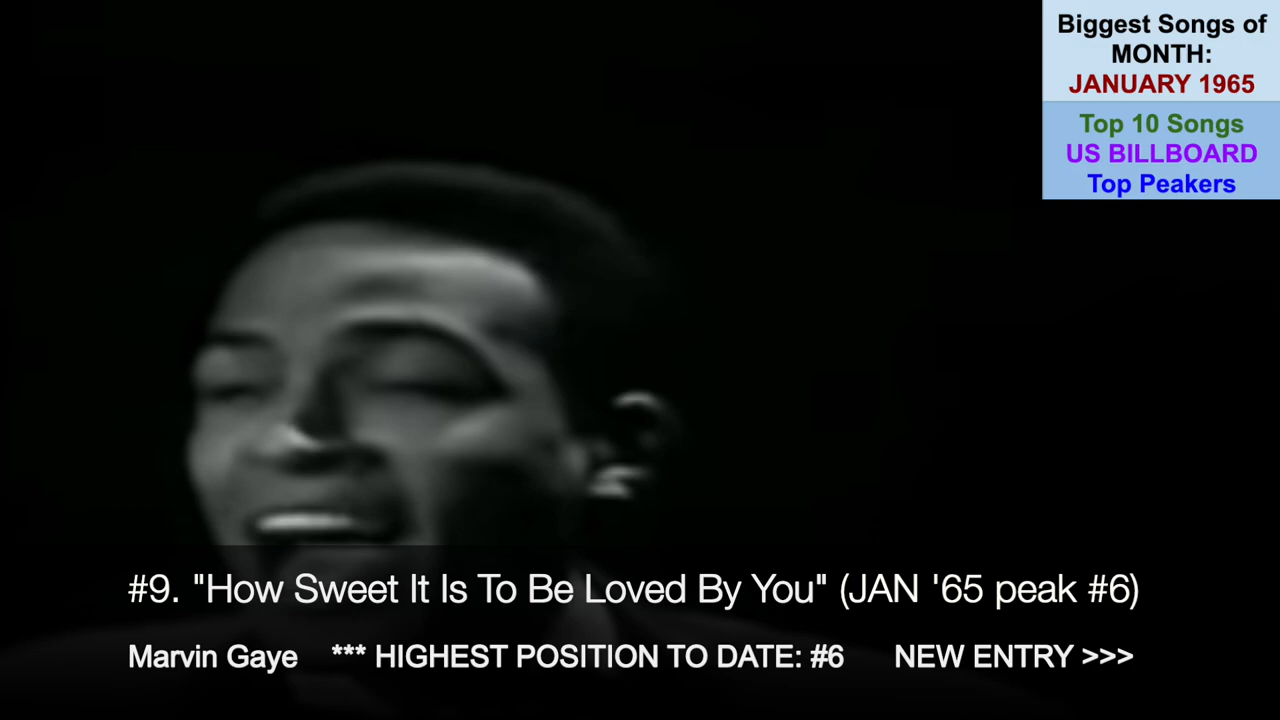 Biggest Songs of
MONTH:
JANUARY 1965
Top 10 Songs
US BILLBOARD
Top Peakers
#9. "How Sweet It Is To Be Loved By You" (JAN '65 peak #6)
Marvin Gaye *** HIGHEST POSITION TO DATE: #6 NEW ENTRY >>>